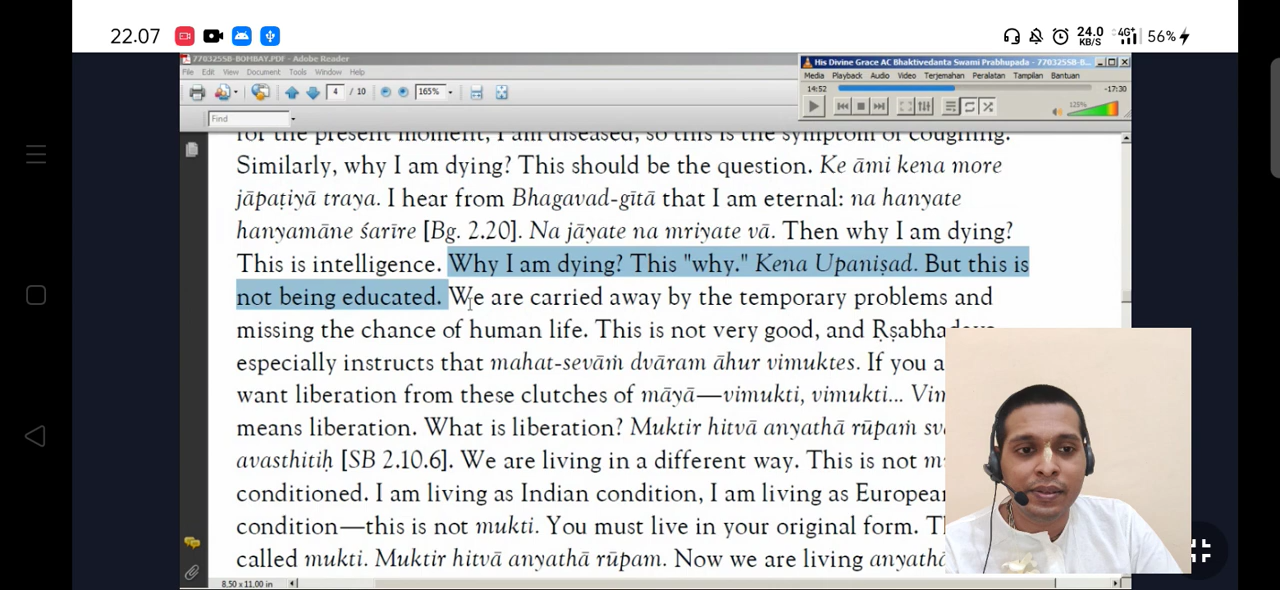 22.07
24.0 KB/S 4G+ 56%
770325SB-BOMBAY.PDF - Adobe Reader
File Edit View Document Tools Window Help
4 / 10 165%
Find
His Divine Grace AC Bhaktivedanta Swami Prabhupada - 770325SB-B...
Media Playback Audio Video Terjemahan Peralatan Tampilan Bantuan
14:52 -17:30
125%
for the present moment, I am diseased, so this is the symptom of coughing.
Similarly, why I am dying? This should be the question. Ke āmi kena more
jāpaṭiyā traya. I hear from Bhagavad-gītā that I am eternal: na hanyate
hanyamāne śarīre [Bg. 2.20]. Na jāyate na mriyate vā. Then why I am dying?
This is intelligence. Why I am dying? This "why." Kena Upaniṣad. But this is
not being educated. We are carried away by the temporary problems and
missing the chance of human life. This is not very good, and Ṛṣabhadeva
especially instructs that mahat-sevāṁ dvāram āhur vimuktes. If you a
want liberation from these clutches of māyā—vimukti, vimukti... Vim
means liberation. What is liberation? Muktir hitvā anyathā rūpaṁ sv
avasthitiḥ [SB 2.10.6]. We are living in a different way. This is not m
conditioned. I am living as Indian condition, I am living as European
condition—this is not mukti. You must live in your original form. Th
called mukti. Muktir hitvā anyathā rūpam. Now we are living anyathā
8,50 x 11,00 in